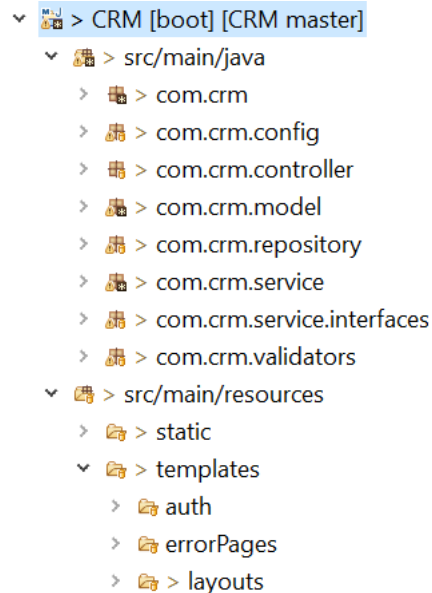 > CRM [boot] [CRM master]
> src/main/java
> com.crm
> com.crm.config
> com.crm.controller
> com.crm.model
> com.crm.repository
> com.crm.service
> com.crm.service.interfaces
> com.crm.validators
> src/main/resources
> static
> templates
auth
errorPages
> layouts